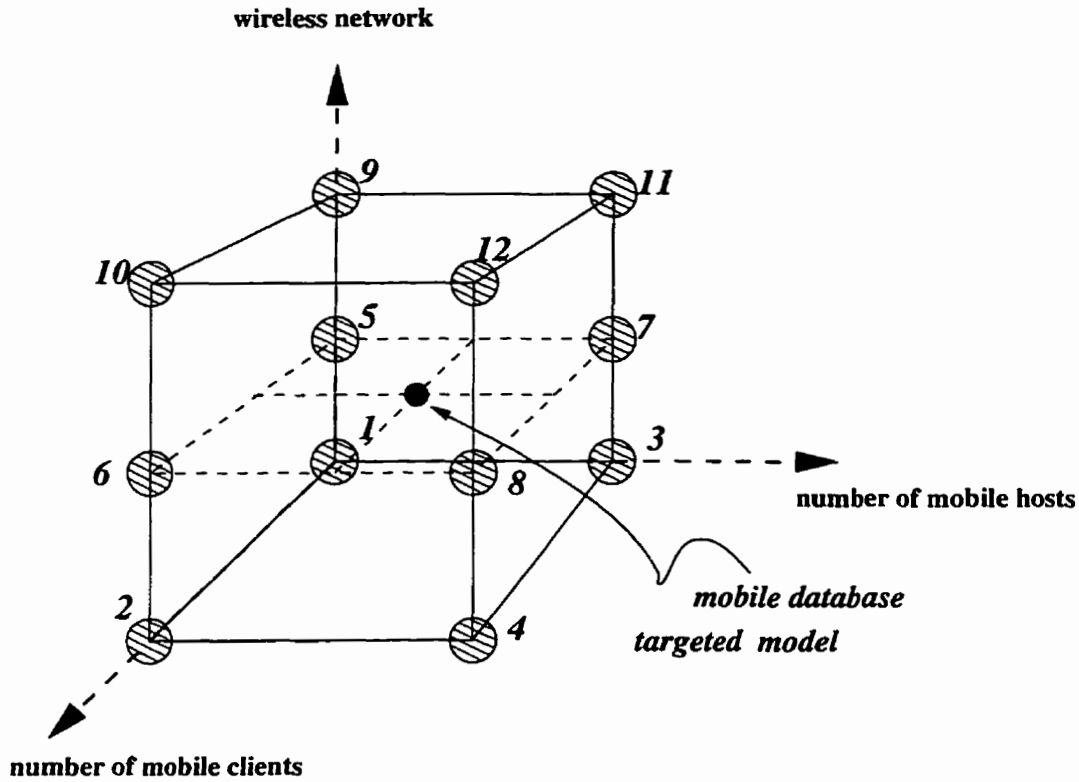 wireless network
9
11
10
12
5
7
1
3
6
8
number of mobile hosts
2
4
mobile database
targeted model
number of mobile clients